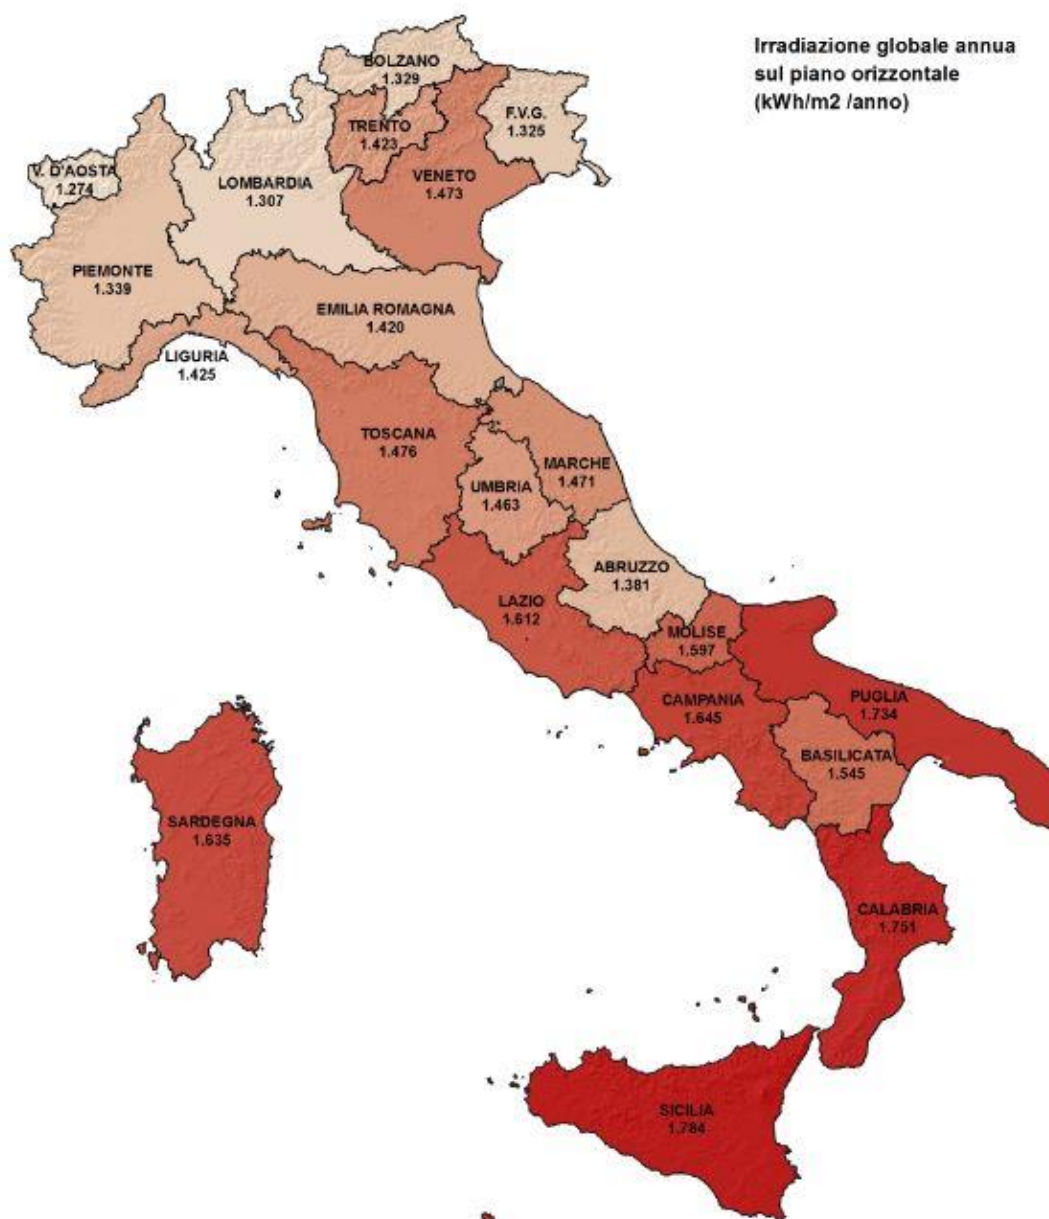 Irradiazione globale annua
sul piano orizzontale
(kWh/m2 /anno)
BOLZANO
1.329
TRENTO
1.423
F.V.G.
1.325
V. D'AOSTA
1.274
LOMBARDIA
1.307
VENETO
1.473
PIEMONTE
1.339
EMILIA ROMAGNA
1.420
LIGURIA
1.425
TOSCANA
1.476
MARCHE
1.471
UMBRIA
1.463
ABRUZZO
1.381
LAZIO
1.612
MOLISE
1.597
CAMPANIA
1.645
PUGLIA
1.734
BASILICATA
1.545
SARDEGNA
1.635
CALABRIA
1.751
SICILIA
1.784